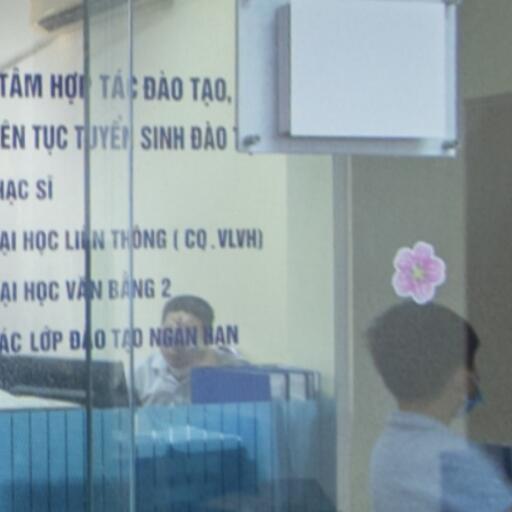 TÂM HỢP TÁC ĐÀO TẠO,
ÊN TỤC TUYỂN SINH ĐÀO T
HẠC SĨ
ẠI HỌC LIÊN THÔNG ( CQ .VLVH)
ẠI HỌC VĂN BẰNG 2
ÁC LỚP ĐÀO TẠO NGẮN HẠN